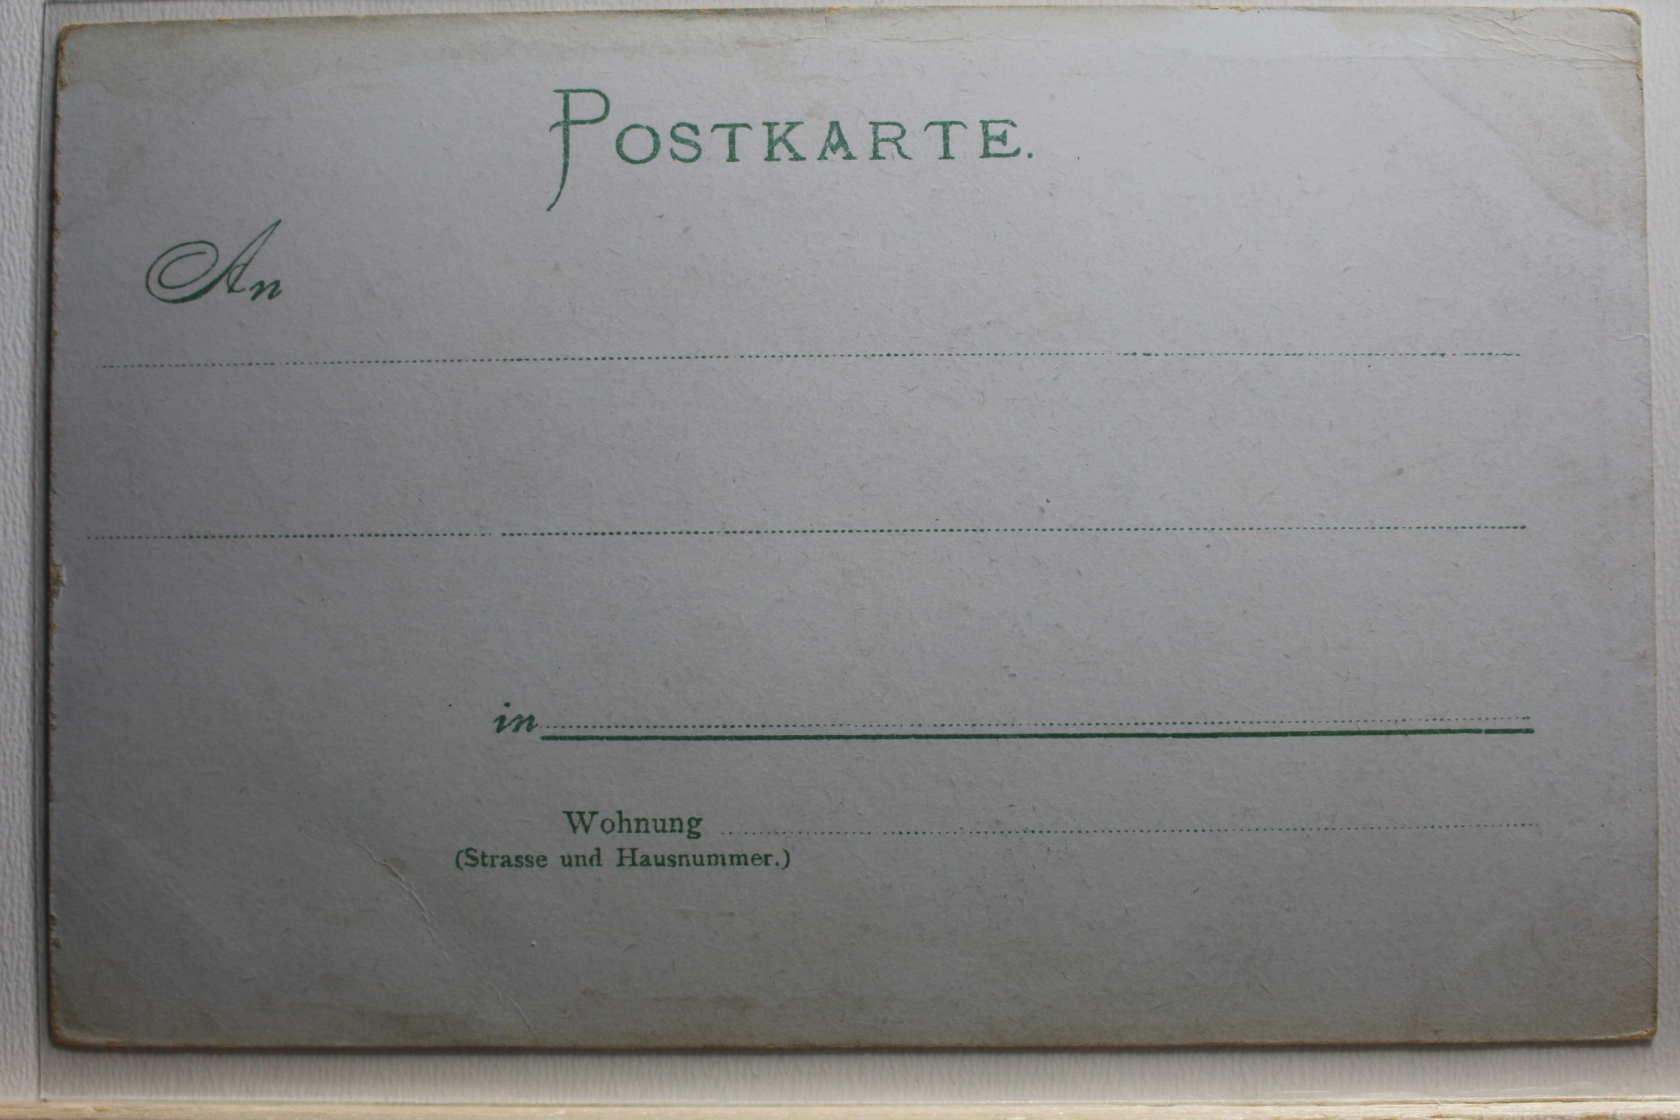 POSTKARTE.
An
in
Wohnung
(Strasse und Hausnummer.)